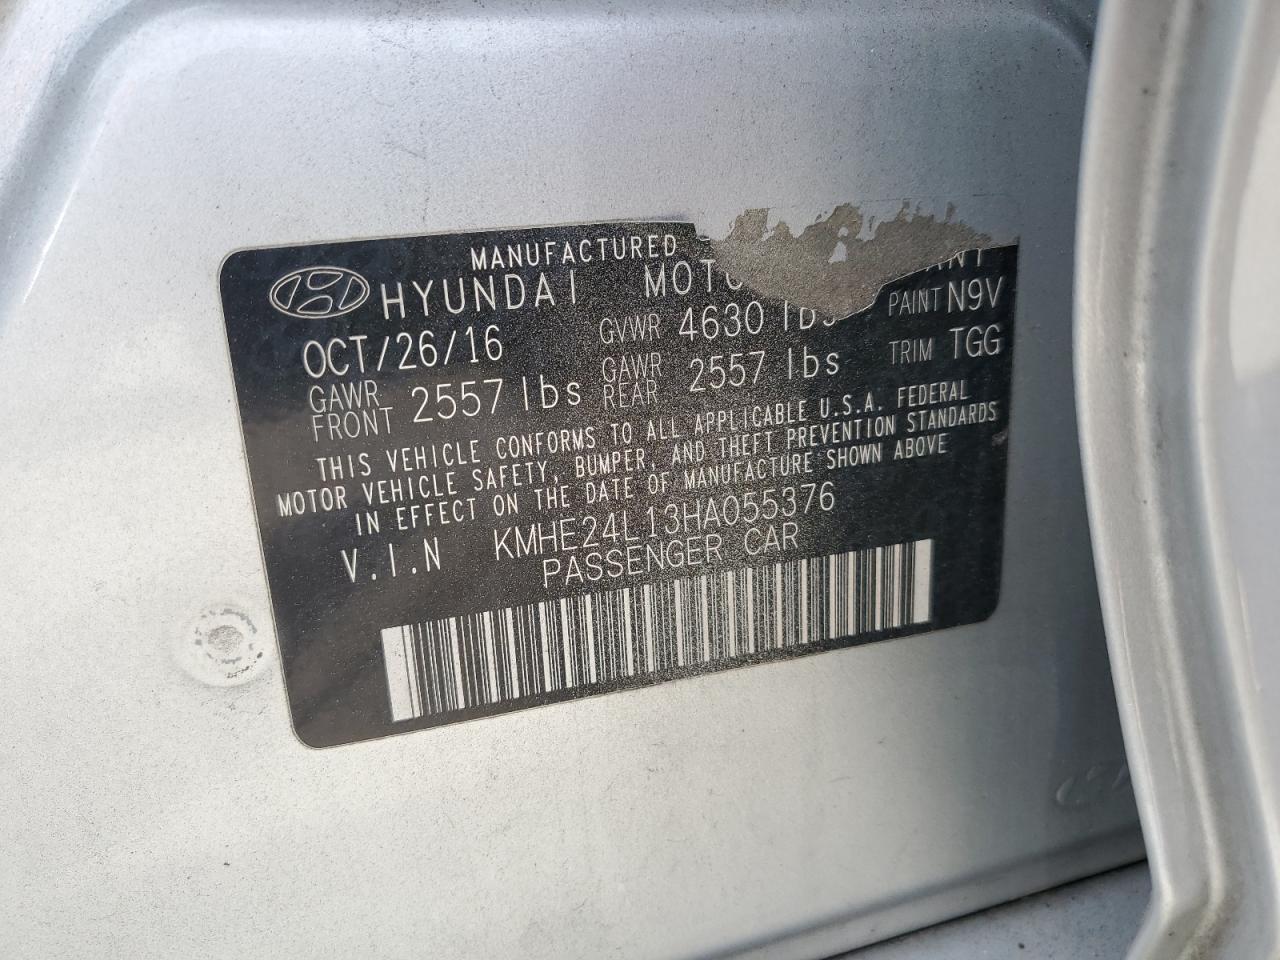 MANUFACTURED
HYUNDAI MOTO
OCT/26/16 GVWR 4630 lbs PAINT N9V
GAWR FRONT 2557 lbs GAWR REAR 2557 lbs TRIM TGG
THIS VEHICLE CONFORMS TO ALL APPLICABLE U.S.A. FEDERAL
MOTOR VEHICLE SAFETY, BUMPER, AND THEFT PREVENTION STANDARDS
IN EFFECT ON THE DATE OF MANUFACTURE SHOWN ABOVE
V.I.N KMHE24L13HA055376
PASSENGER CAR